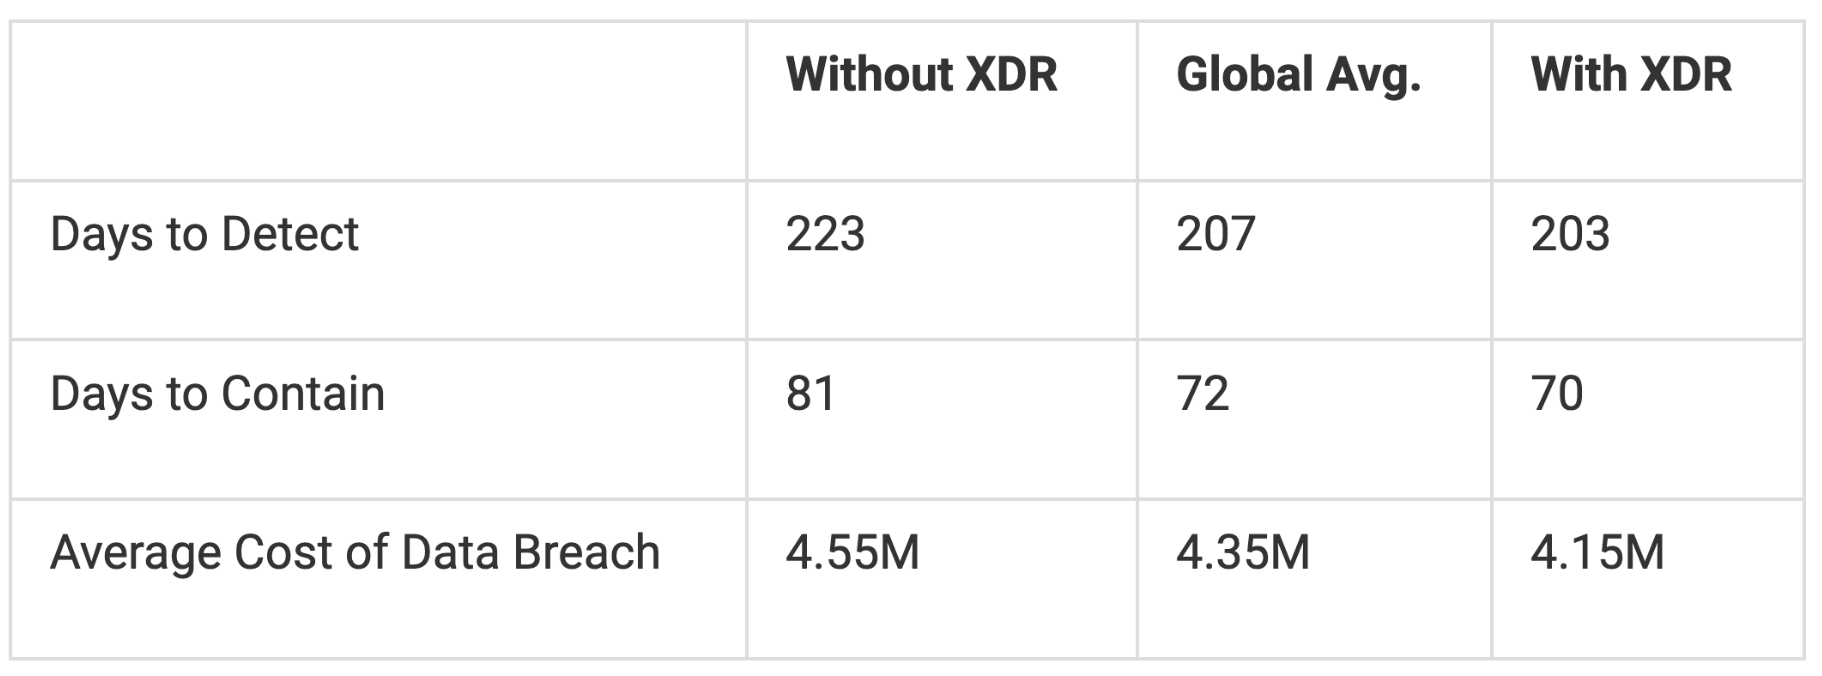 Without XDR Global Avg. With XDR
Days to Detect 223 207 203
Days to Contain 81 72 70
Average Cost of Data Breach 4.55M 4.35M 4.15M